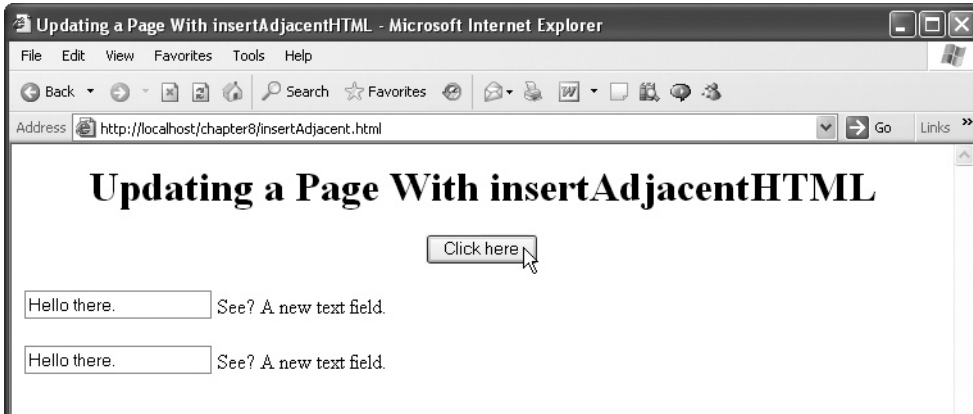 Updating a Page With insertAdjacentHTML - Microsoft Internet Explorer
File Edit View Favorites Tools Help
Back Search Favorites W
Address http://localhost/chapter8/insertAdjacent.html Go Links »
Updating a Page With insertAdjacentHTML
Click here
Hello there. See? A new text field.
Hello there. See? A new text field.